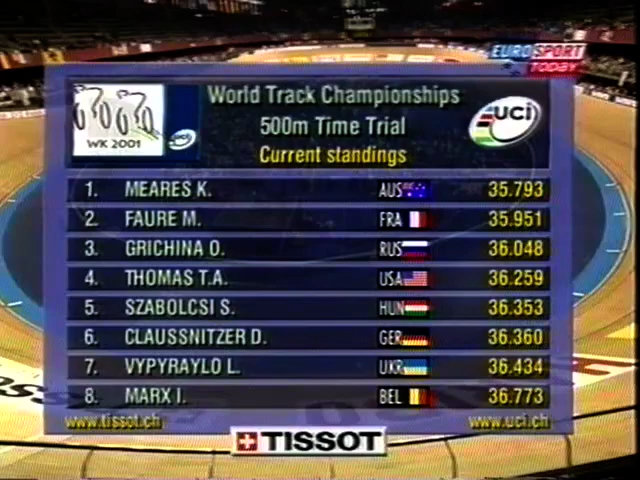 EUROSPORT
TODAY
World Track Championships
500m Time Trial
Current standings
WK 2001
uci
UCI
1. MEARES K. AUS 35.793
2. FAURE M. FRA 35.951
3. GRICHINA O. RUS 36.048
4. THOMAS T.A. USA 36.259
5. SZABOLCSI S. HUN 36.353
6. CLAUSSNITZER D. GER 36.360
7. VYPYRAYLO L. UKR 36.434
8. MARX I. BEL 36.773
www.tissot.ch www.uci.ch
TISSOT